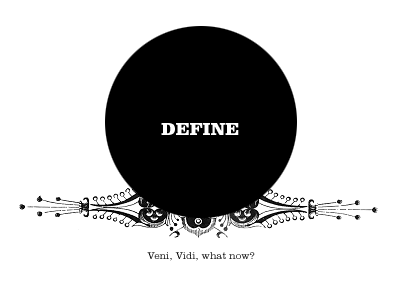 DEFINE
Veni, Vidi, what now?